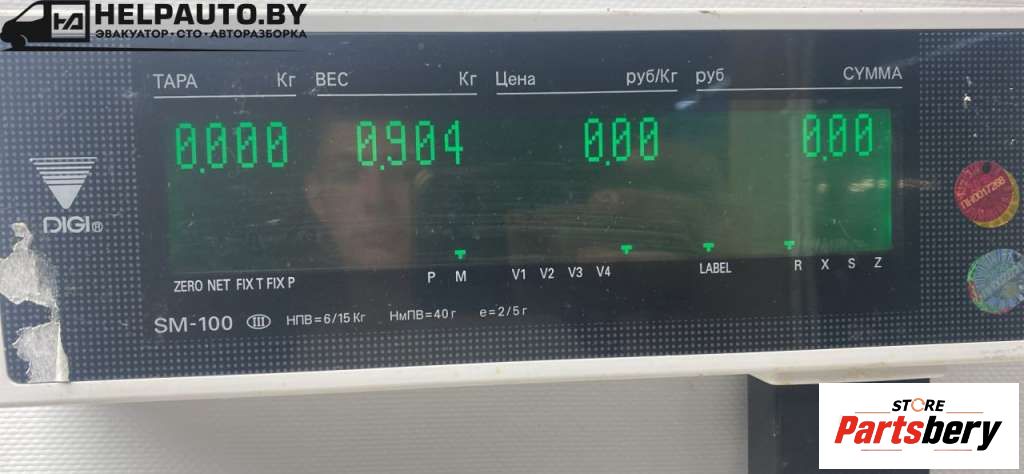 HELPAUTO.BY
ЭВАКУАТОР · СТО · АВТОРАЗБОРКА
ТАРА Кг ВЕС Кг Цена руб/Кг руб СУММА
0.000 0.904 0.00 0.00
DIGI®
P M V1 V2 V3 V4 LABEL R X S Z
ZERO NET FIX T FIX P
SM-100 III НПВ=6/15 Кг НмПВ=40 г e=2/5 г
STORE
Partsbery